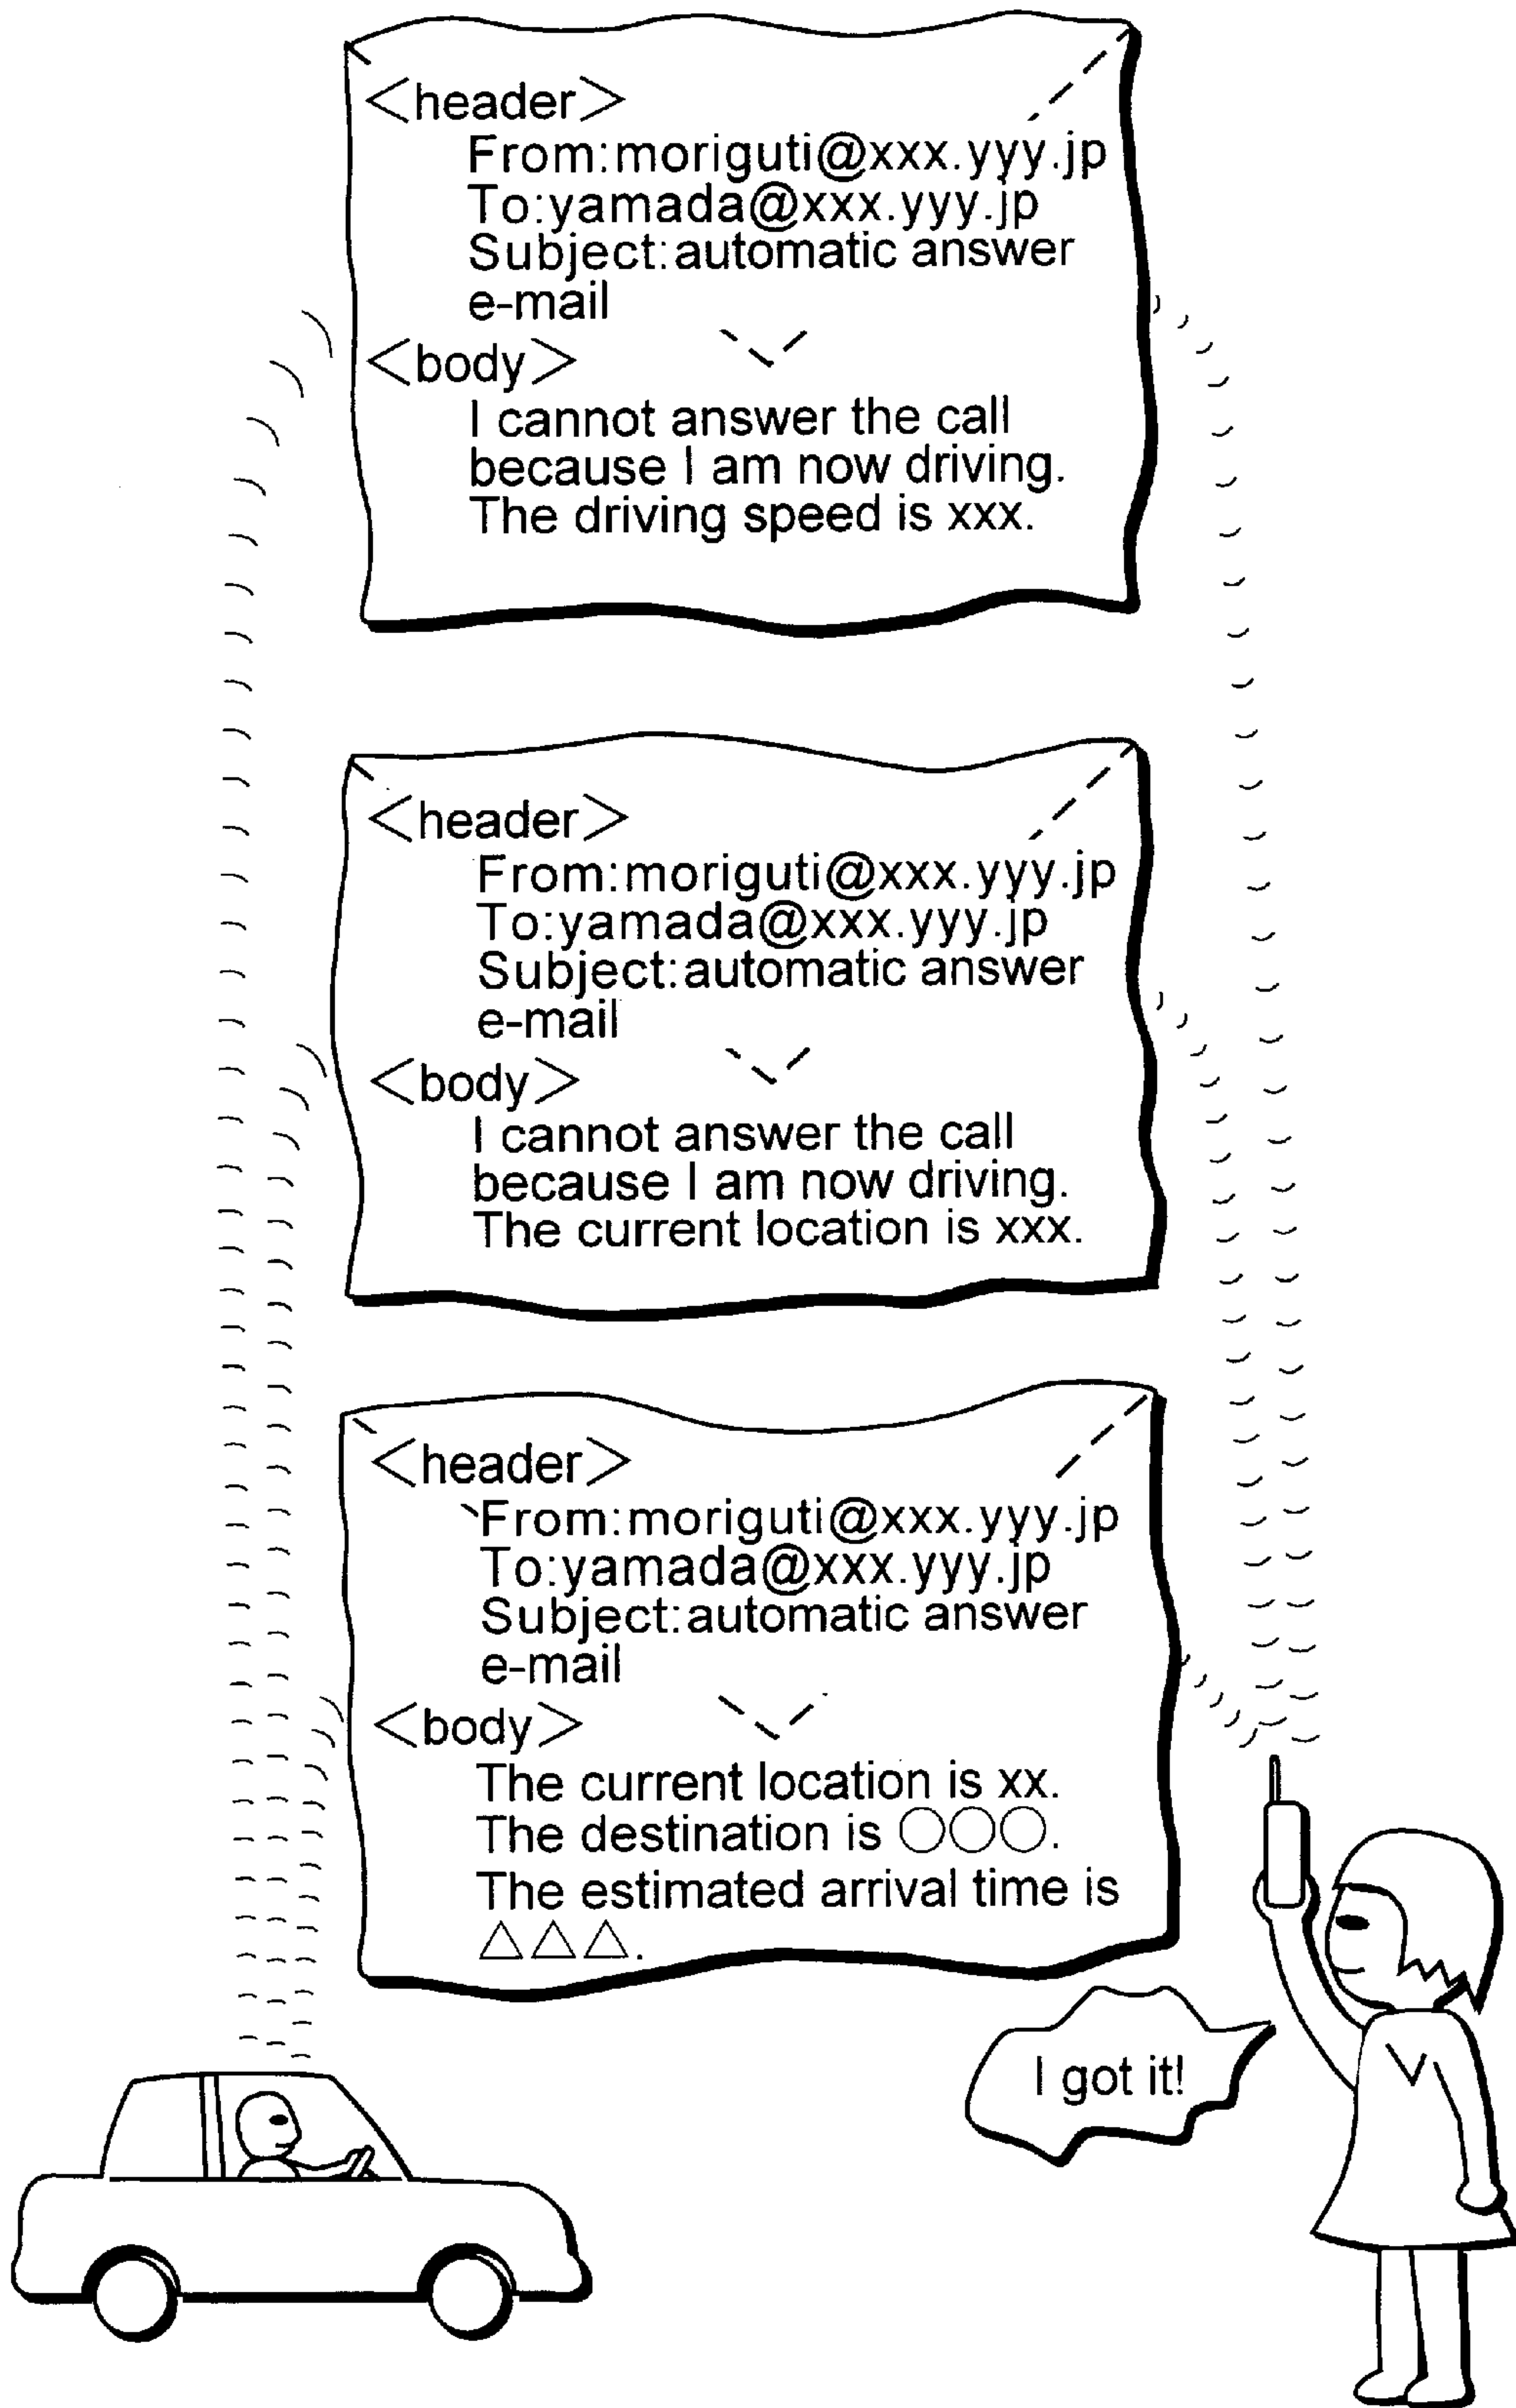 <header>
From:moriguti@xxx.yyy.jp
To:yamada@xxx.yyy.jp
Subject:automatic answer
e-mail
<body>
I cannot answer the call
because I am now driving.
The driving speed is xxx.
<header>
From:moriguti@xxx.yyy.jp
To:yamada@xxx.yyy.jp
Subject:automatic answer
e-mail
<body>
I cannot answer the call
because I am now driving.
The current location is xxx.
<header>
From:moriguti@xxx.yyy.jp
To:yamada@xxx.yyy.jp
Subject:automatic answer
e-mail
<body>
The current location is xx.
The destination is ○○○.
The estimated arrival time is
△△△.
I got it!